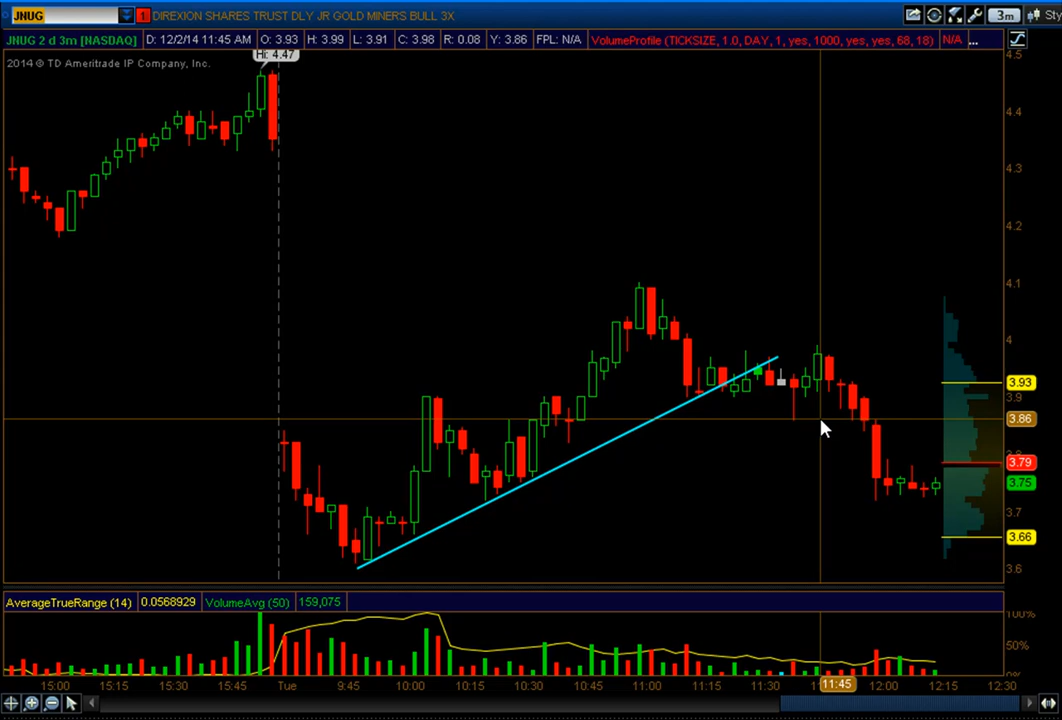 JNUG 1 DIREXION SHARES TRUST DLY JR GOLD MINERS BULL 3X 3m Sty
JNUG 2 d 3m [NASDAQ] D: 12/2/14 11:45 AM O: 3.93 H: 3.99 L: 3.91 C: 3.98 R: 0.08 Y: 3.86 FPL: N/A VolumeProfile (TICKSIZE, 1.0, DAY, 1, yes, 1000, yes, yes, 68, 18) N/A ...
2014 © TD Ameritrade IP Company, Inc.
Hi: 4.47
4.5
4.4
4.3
4.2
4.1
4
3.93
3.9
3.86
3.79
3.75
3.7
3.66
3.6
AverageTrueRange (14) 0.0568929 VolumeAvg (50) 159,075
100%
50%
0%
15:00 15:15 15:30 15:45 Tue 9:45 10:00 10:15 10:30 10:45 11:00 11:15 11:30 11:45 12:00 12:15 12:30